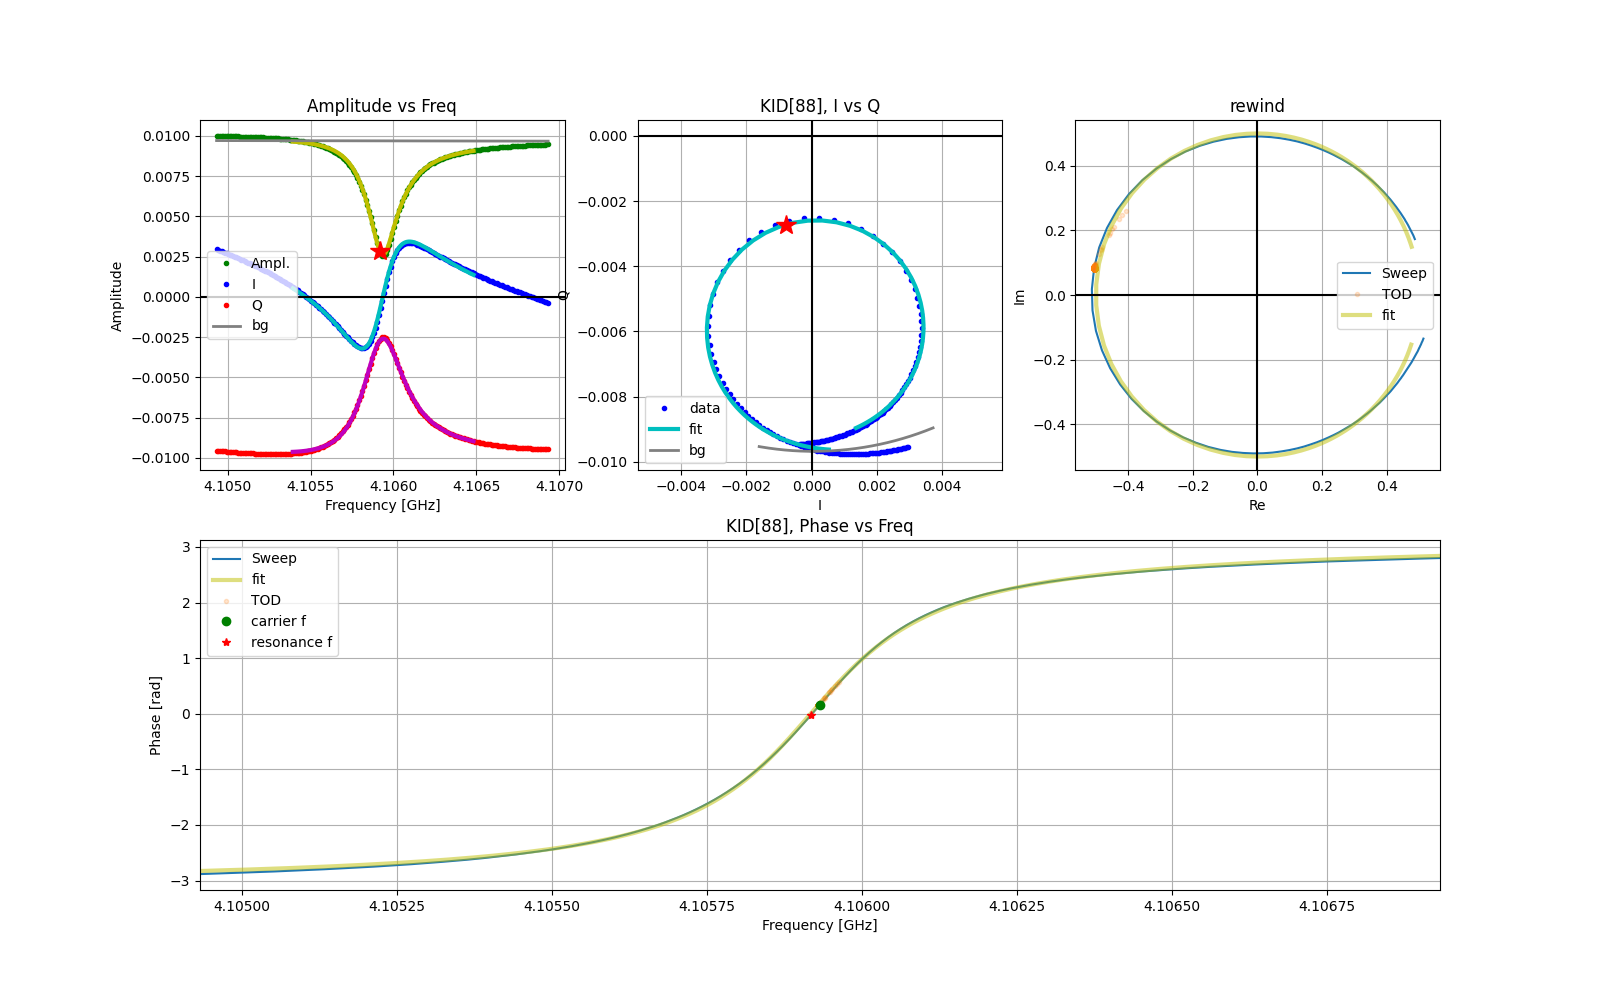 Amplitude vs Freq
KID[88], I vs Q
rewind
0.0100
0.0075
0.0050
0.0025
0.0000
−0.0025
−0.0050
−0.0075
−0.0100
Amplitude
Ampl.
I
Q
bg
4.1050
4.1055
4.1060
4.1065
4.1070
Frequency [GHz]
0.000
−0.002
−0.004
−0.006
−0.008
−0.010
Q
data
fit
bg
−0.004
−0.002
0.000
0.002
0.004
I
0.4
0.2
0.0
−0.2
−0.4
Im
Sweep
TOD
fit
−0.4
−0.2
0.0
0.2
0.4
Re
KID[88], Phase vs Freq
3
2
1
0
−1
−2
−3
Phase [rad]
Sweep
fit
TOD
carrier f
resonance f
4.10500
4.10525
4.10550
4.10575
4.10600
4.10625
4.10650
4.10675
Frequency [GHz]